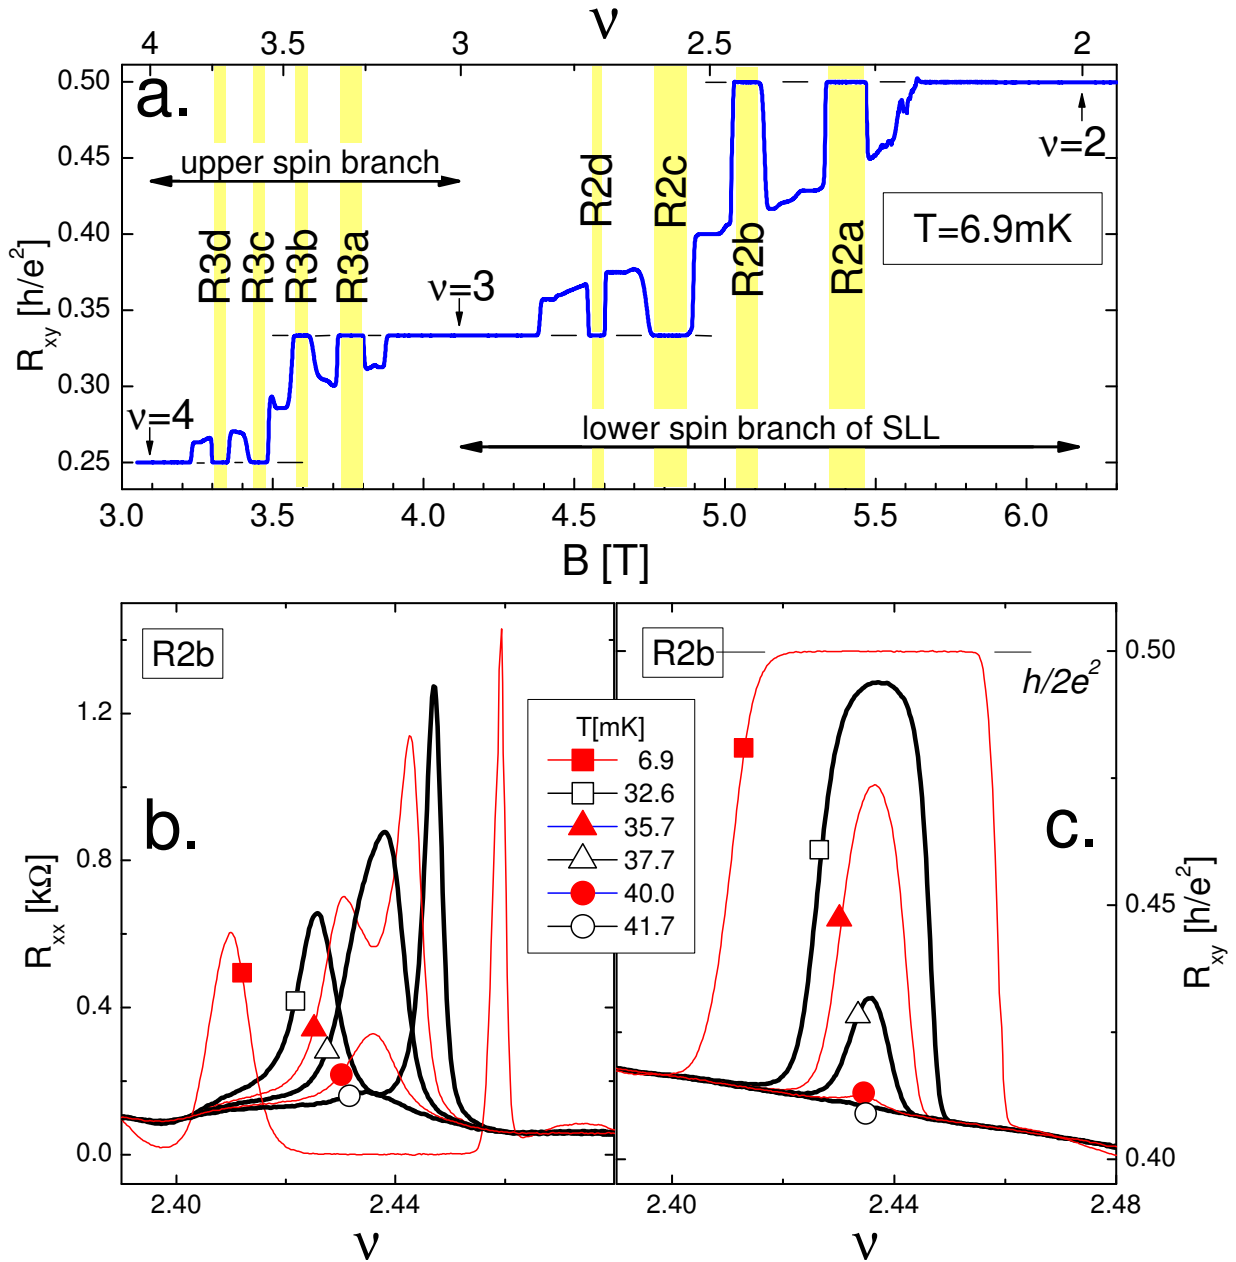 ν
4 3.5 3 2.5 2
a.
0.50
0.45
0.40
0.35
0.30
0.25
R_xy [h/e²]
upper spin branch
R3d R3c R3b R3a
R2d R2c R2b R2a
ν=4
ν=3
ν=2
T=6.9mK
lower spin branch of SLL
3.0 3.5 4.0 4.5 5.0 5.5 6.0
B [T]
R2b
b.
1.2
0.8
0.4
0.0
R_xx [kΩ]
2.40 2.44
ν
T[mK]
6.9
32.6
35.7
37.7
40.0
41.7
R2b
h/2e²
c.
0.50
0.45
0.40
R_xy [h/e²]
2.40 2.44 2.48
ν